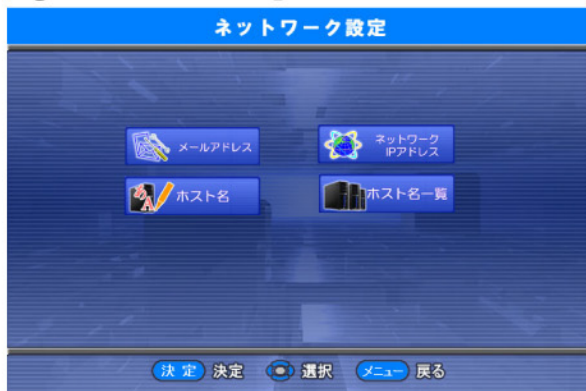 ネットワーク設定
メールアドレス
ネットワーク
IPアドレス
ホスト名
ホスト名一覧
決定 決定 選択 メニュー 戻る